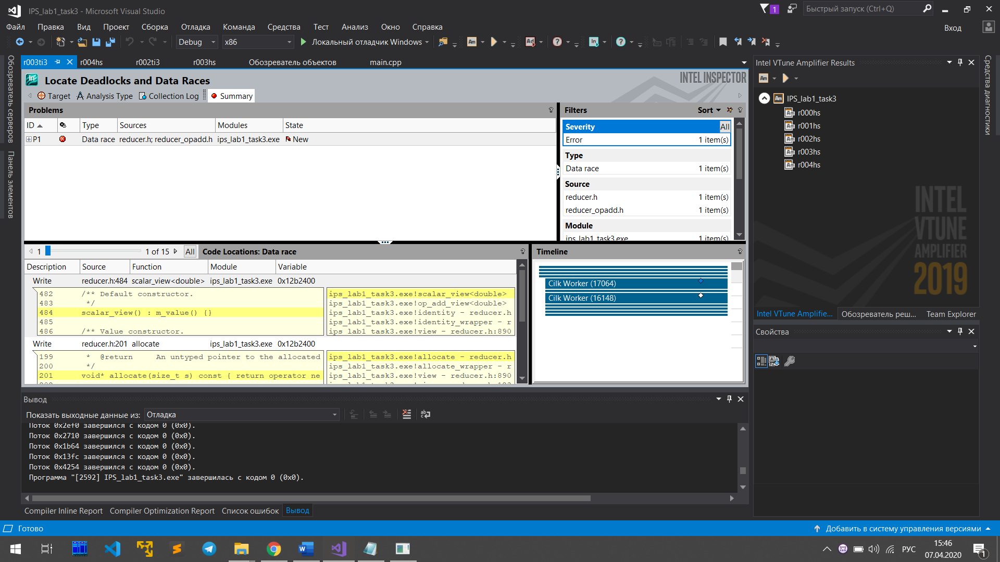 IPS_lab1_task3 - Microsoft Visual Studio
1
Быстрый запуск (Ctrl+Q)
Файл Правка Вид Проект Сборка Отладка Команда Средства Тест Анализ Окно Справка
Вход
Debug x86 Локальный отладчик Windows
Обозреватель серверов
Панель элементов
r003ti3 r004hs r002ti3 r003hs Обозреватель объектов main.cpp
Locate Deadlocks and Data Races
INTEL INSPECTOR
Target Analysis Type Collection Log Summary
Problems
ID Type Sources Modules State
P1 Data race reducer.h; reducer_opadd.h ips_lab1_task3.exe New
Filters Sort
Severity All
Error 1 item(s)
Type
Data race 1 item(s)
Source
reducer.h 1 item(s)
reducer_opadd.h 1 item(s)
Module
ips_lab1_task3.exe 1 item(s)
1 1 of 15 All Code Locations: Data race
Description Source Function Module Variable
Write reducer.h:484 scalar_view<double> ips_lab1_task3.exe 0x12b2400
482 /** Default constructor.
483 */
484 scalar_view() : m_value() {}
485
486 /** Value constructor.
ips_lab1_task3.exe!scalar_view<double>
ips_lab1_task3.exe!op_add_view<double>
ips_lab1_task3.exe!identity - reducer.h
ips_lab1_task3.exe!identity_wrapper - r
ips_lab1_task3.exe!view - reducer.h:890
Write reducer.h:201 allocate ips_lab1_task3.exe 0x12b2400
199 * @return An untyped pointer to the allocated
200 */
201 void* allocate(size_t s) const { return operator ne
ips_lab1_task3.exe!allocate - reducer.h
ips_lab1_task3.exe!allocate_wrapper - r
ips_lab1_task3.exe!view - reducer.h:890
Timeline
Cilk Worker (17064)
Cilk Worker (16148)
Вывод
Показать выходные данные из: Отладка
Поток 0x2ef0 завершился с кодом 0 (0x0).
Поток 0x2710 завершился с кодом 0 (0x0).
Поток 0x1b64 завершился с кодом 0 (0x0).
Поток 0x13fc завершился с кодом 0 (0x0).
Поток 0x4254 завершился с кодом 0 (0x0).
Программа "[2592] IPS_lab1_task3.exe" завершилась с кодом 0 (0x0).
Compiler Inline Report Compiler Optimization Report Список ошибок Вывод
Intel VTune Amplifier Results
IPS_lab1_task3
r000hs
r001hs
r002hs
r003hs
r004hs
INTEL
VTUNE
AMPLIFIER
2019
Intel VTune Amplifie... Обозреватель реш... Team Explorer
Свойства
Средства диагностики
Готово
Добавить в систему управления версиями
РУС
15:46
07.04.2020
1